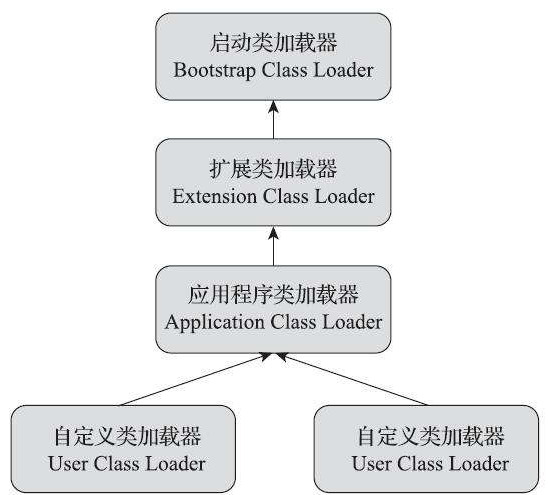 启动类加载器
Bootstrap Class Loader
扩展类加载器
Extension Class Loader
应用程序类加载器
Application Class Loader
自定义类加载器
User Class Loader
自定义类加载器
User Class Loader